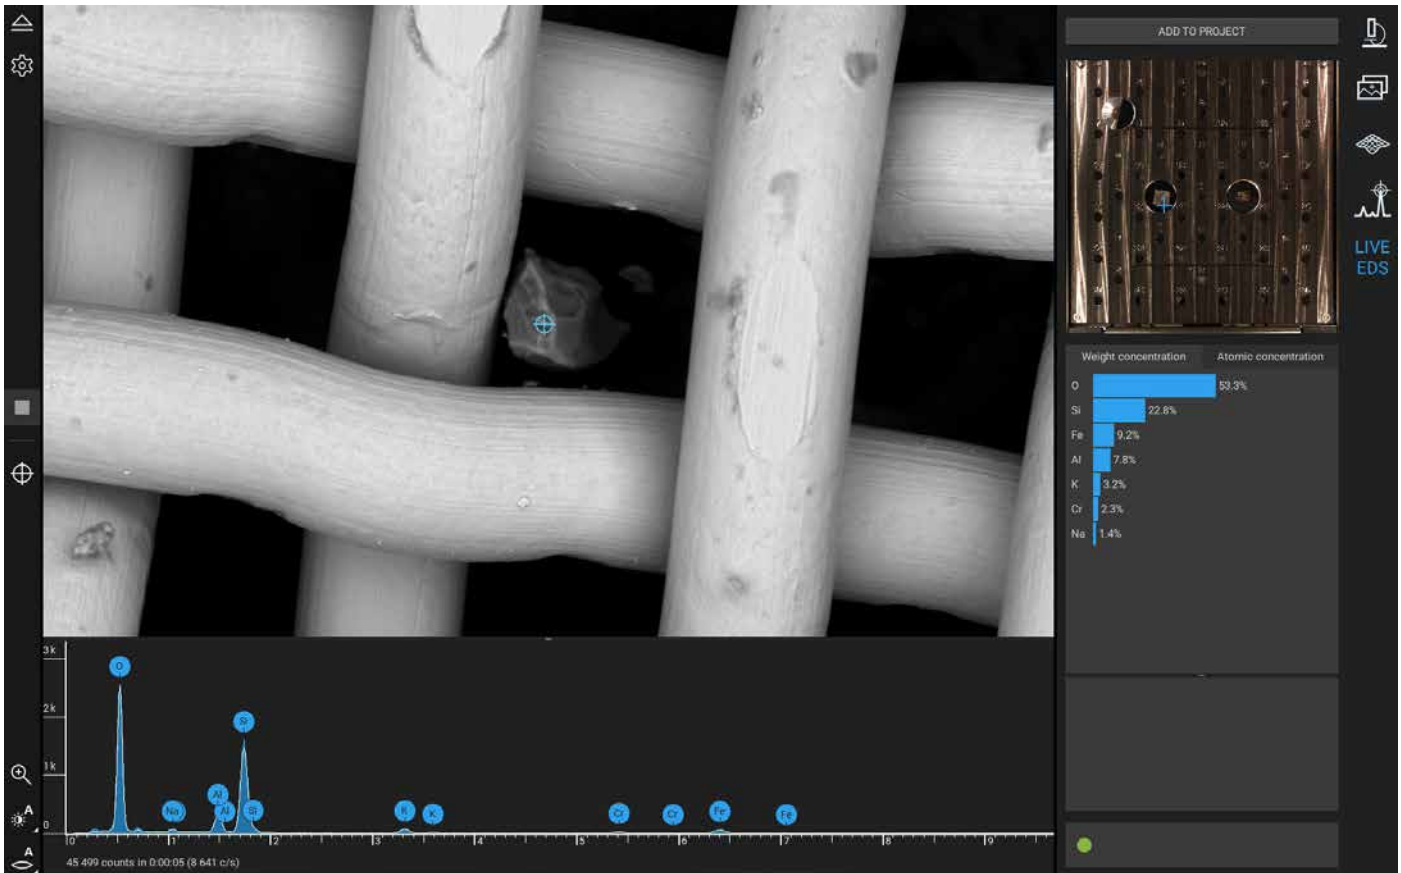 ADD TO PROJECT
LIVE
EDS
Weight concentration Atomic concentration
O 53.3%
Si 22.8%
Fe 9.2%
Al 7.8%
K 3.2%
Cr 2.3%
Na 1.4%
3k
2k
1k
0
O
Si
Na
Al
Al
Si
K
K
Cr
Cr
Fe
Fe
0 1 2 3 4 5 6 7 8 9
45 499 counts in 0:00:05 (8 641 c/s)
A
A